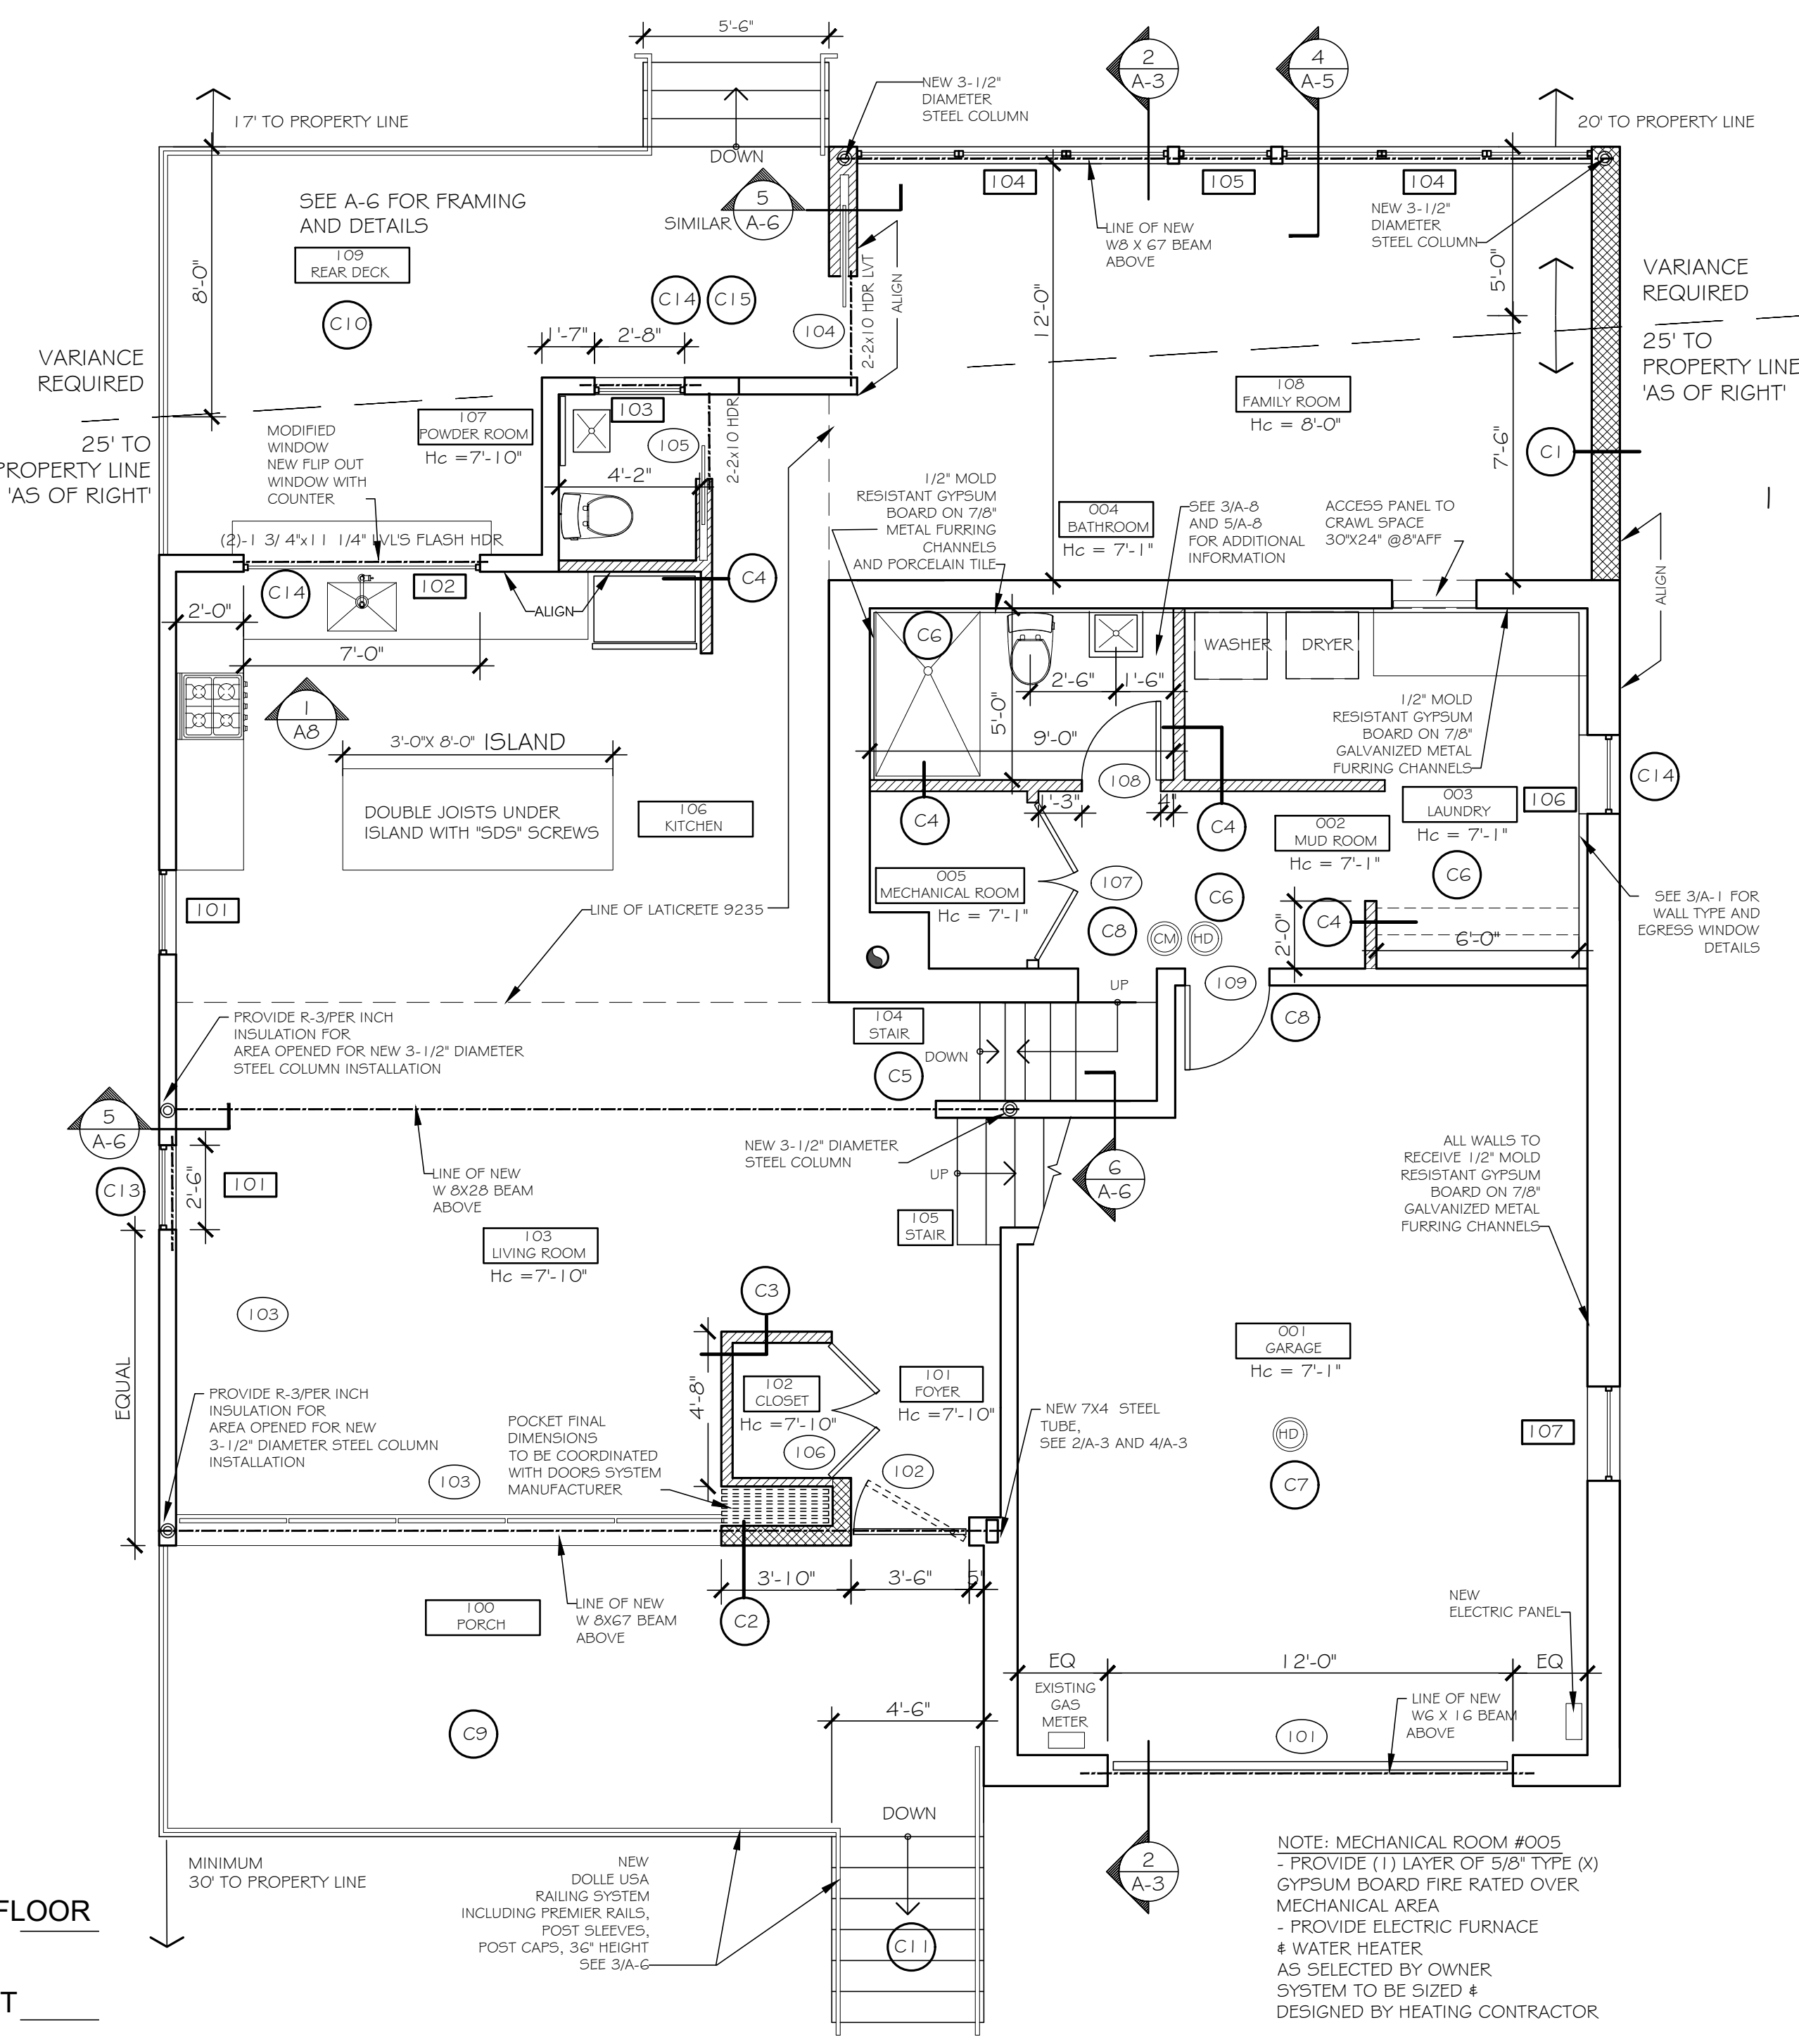 5'-6"
2
A-3
4
A-5
NEW 3-1/2"
DIAMETER
STEEL COLUMN
17' TO PROPERTY LINE
20' TO PROPERTY LINE
DOWN
SEE A-6 FOR FRAMING
AND DETAILS
5
A-6
SIMILAR
104
105
104
NEW 3-1/2"
DIAMETER
STEEL COLUMN
LINE OF NEW
W8 X 67 BEAM
ABOVE
109
REAR DECK
8'-0"
C10
C14
C15
104
2-2x10 HDR LVT
ALIGN
12'-0"
5'-0"
VARIANCE
REQUIRED
25' TO
PROPERTY LINE
'AS OF RIGHT'
VARIANCE
REQUIRED
25' TO
PROPERTY LINE
'AS OF RIGHT'
1'-7"
2'-8"
108
FAMILY ROOM
Hc = 8'-0"
7'-6"
C1
107
POWDER ROOM
Hc =7'-10"
103
105
2-2x10 HDR
4'-2"
MODIFIED
WINDOW
NEW FLIP OUT
WINDOW WITH
COUNTER
(2)-1 3/4"x11 1/4" LVL'S FLASH HDR
1/2" MOLD
RESISTANT GYPSUM
BOARD ON 7/8"
METAL FURRING
CHANNELS
AND PORCELAIN TILE
004
BATHROOM
Hc = 7'-1"
SEE 3/A-8
AND 5/A-8
FOR ADDITIONAL
INFORMATION
ACCESS PANEL TO
CRAWL SPACE
30"X24" @8"AFF
ALIGN
C14
102
ALIGN
C4
2'-0"
7'-0"
1
A8
3'-0"X 8'-0" ISLAND
DOUBLE JOISTS UNDER
ISLAND WITH "SDS" SCREWS
106
KITCHEN
C6
WASHER
DRYER
2'-6"
1'-6"
5'-0"
9'-0"
108
1/2" MOLD
RESISTANT GYPSUM
BOARD ON 7/8"
GALVANIZED METAL
FURRING CHANNELS
C14
106
C4
1'-3"
4"
C4
003
LAUNDRY
Hc = 7'-1"
002
MUD ROOM
Hc = 7'-1"
C6
005
MECHANICAL ROOM
Hc = 7'-1"
107
C6
C8
CM
HD
C4
2'-0"
6'-0"
SEE 3/A-1 FOR
WALL TYPE AND
EGRESS WINDOW
DETAILS
101
LINE OF LATICRETE 9235
109
UP
C8
PROVIDE R-3/PER INCH
INSULATION FOR
AREA OPENED FOR NEW 3-1/2" DIAMETER
STEEL COLUMN INSTALLATION
104
STAIR
DOWN
C5
5
A-6
NEW 3-1/2" DIAMETER
STEEL COLUMN
UP
6
A-6
C13
2'-6"
101
LINE OF NEW
W 8X28 BEAM
ABOVE
105
STAIR
ALL WALLS TO
RECEIVE 1/2" MOLD
RESISTANT GYPSUM
BOARD ON 7/8"
GALVANIZED METAL
FURRING CHANNELS
103
LIVING ROOM
Hc =7'-10"
103
C3
EQUAL
4'-8"
102
CLOSET
Hc =7'-10"
106
101
FOYER
Hc =7'-10"
001
GARAGE
Hc = 7'-1"
HD
C7
107
PROVIDE R-3/PER INCH
INSULATION FOR
AREA OPENED FOR NEW
3-1/2" DIAMETER STEEL COLUMN
INSTALLATION
POCKET FINAL
DIMENSIONS
TO BE COORDINATED
WITH DOORS SYSTEM
MANUFACTURER
103
102
NEW 7X4 STEEL
TUBE,
SEE 2/A-3 AND 4/A-3
3'-10"
3'-6"
5"
C2
100
PORCH
LINE OF NEW
W 8X67 BEAM
ABOVE
NEW
ELECTRIC PANEL
EQ
12'-0"
EQ
EXISTING
GAS
METER
LINE OF NEW
W6 X 16 BEAM
ABOVE
101
4'-6"
C9
DOWN
2
A-3
MINIMUM
30' TO PROPERTY LINE
NEW
DOLLE USA
RAILING SYSTEM
INCLUDING PREMIER RAILS,
POST SLEEVES,
POST CAPS, 36" HEIGHT
SEE 3/A-6
C11
FLOOR
T
NOTE: MECHANICAL ROOM #005
- PROVIDE (1) LAYER OF 5/8" TYPE (X)
GYPSUM BOARD FIRE RATED OVER
MECHANICAL AREA
- PROVIDE ELECTRIC FURNACE
& WATER HEATER
AS SELECTED BY OWNER
SYSTEM TO BE SIZED &
DESIGNED BY HEATING CONTRACTOR